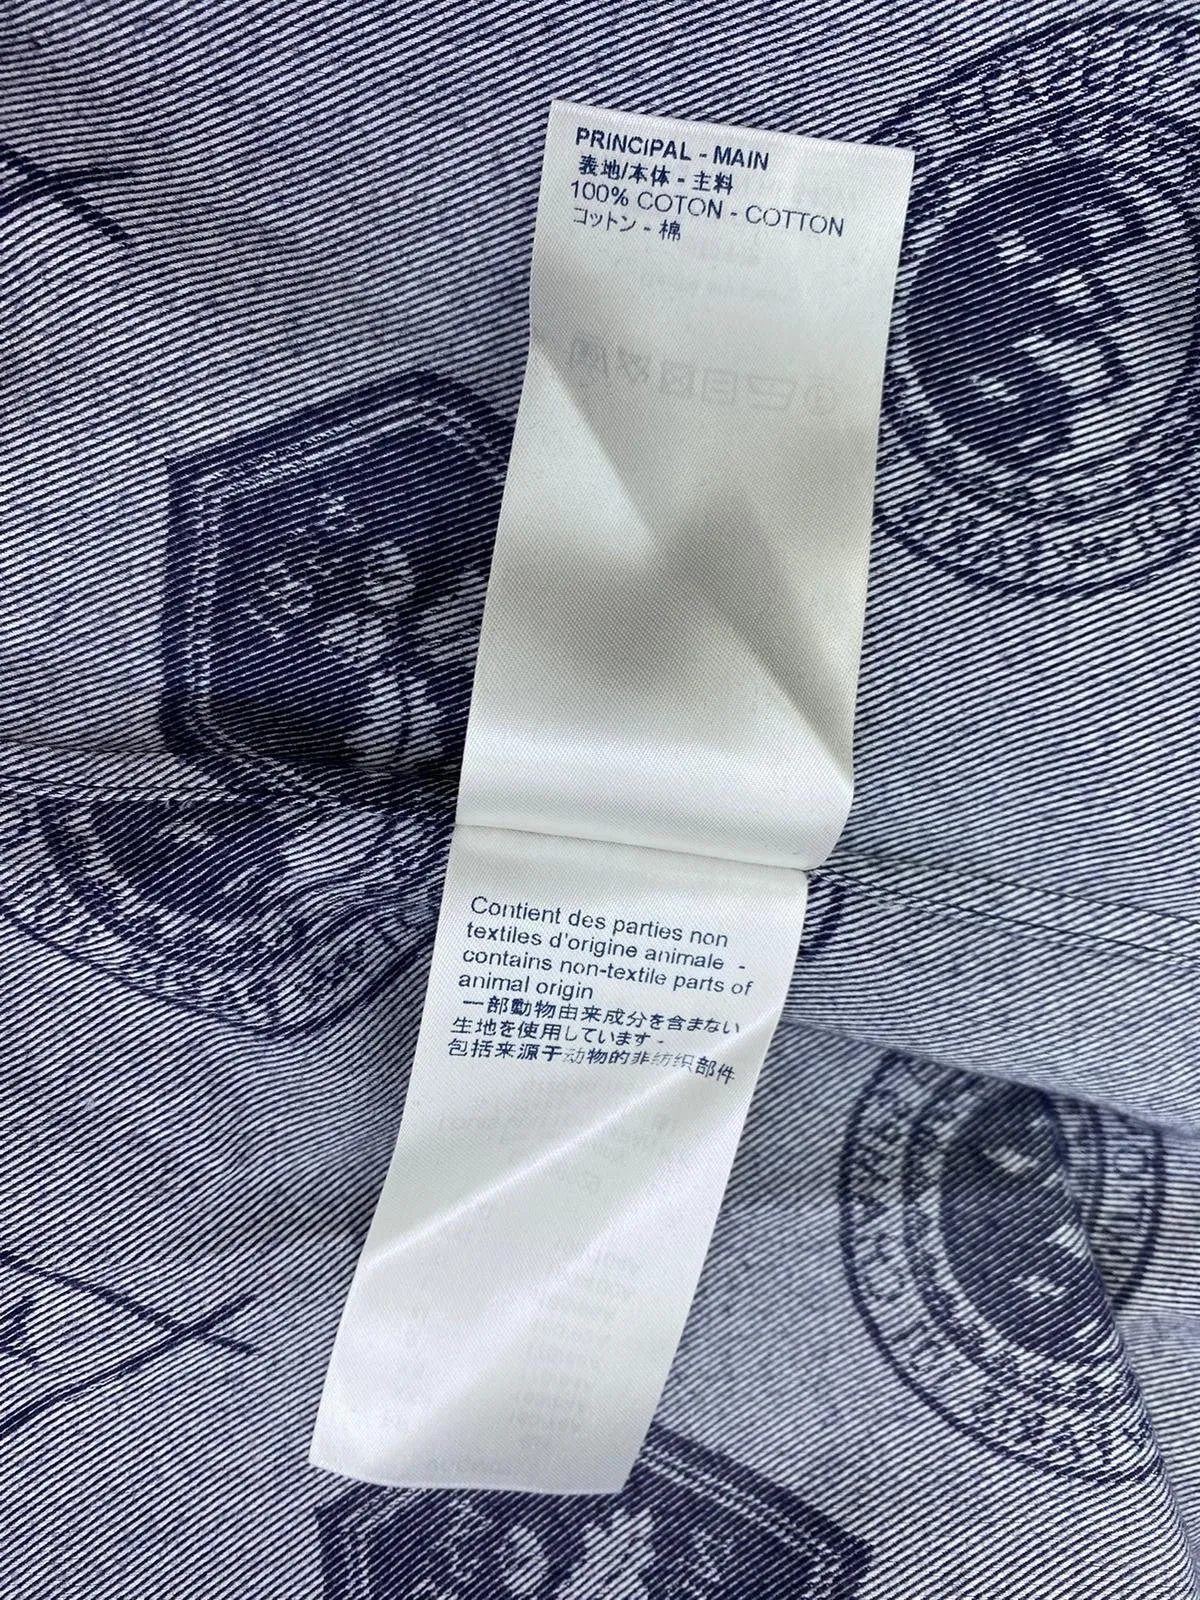 PRINCIPAL - MAIN
表地/本体 - 主料
100% COTON - COTTON
コットン - 棉
Contient des parties non
textiles d'origine animale -
contains non-textile parts of
animal origin
一部動物由来成分を含まない
生地を使用しています -
包括来源于动物的非纺织部件